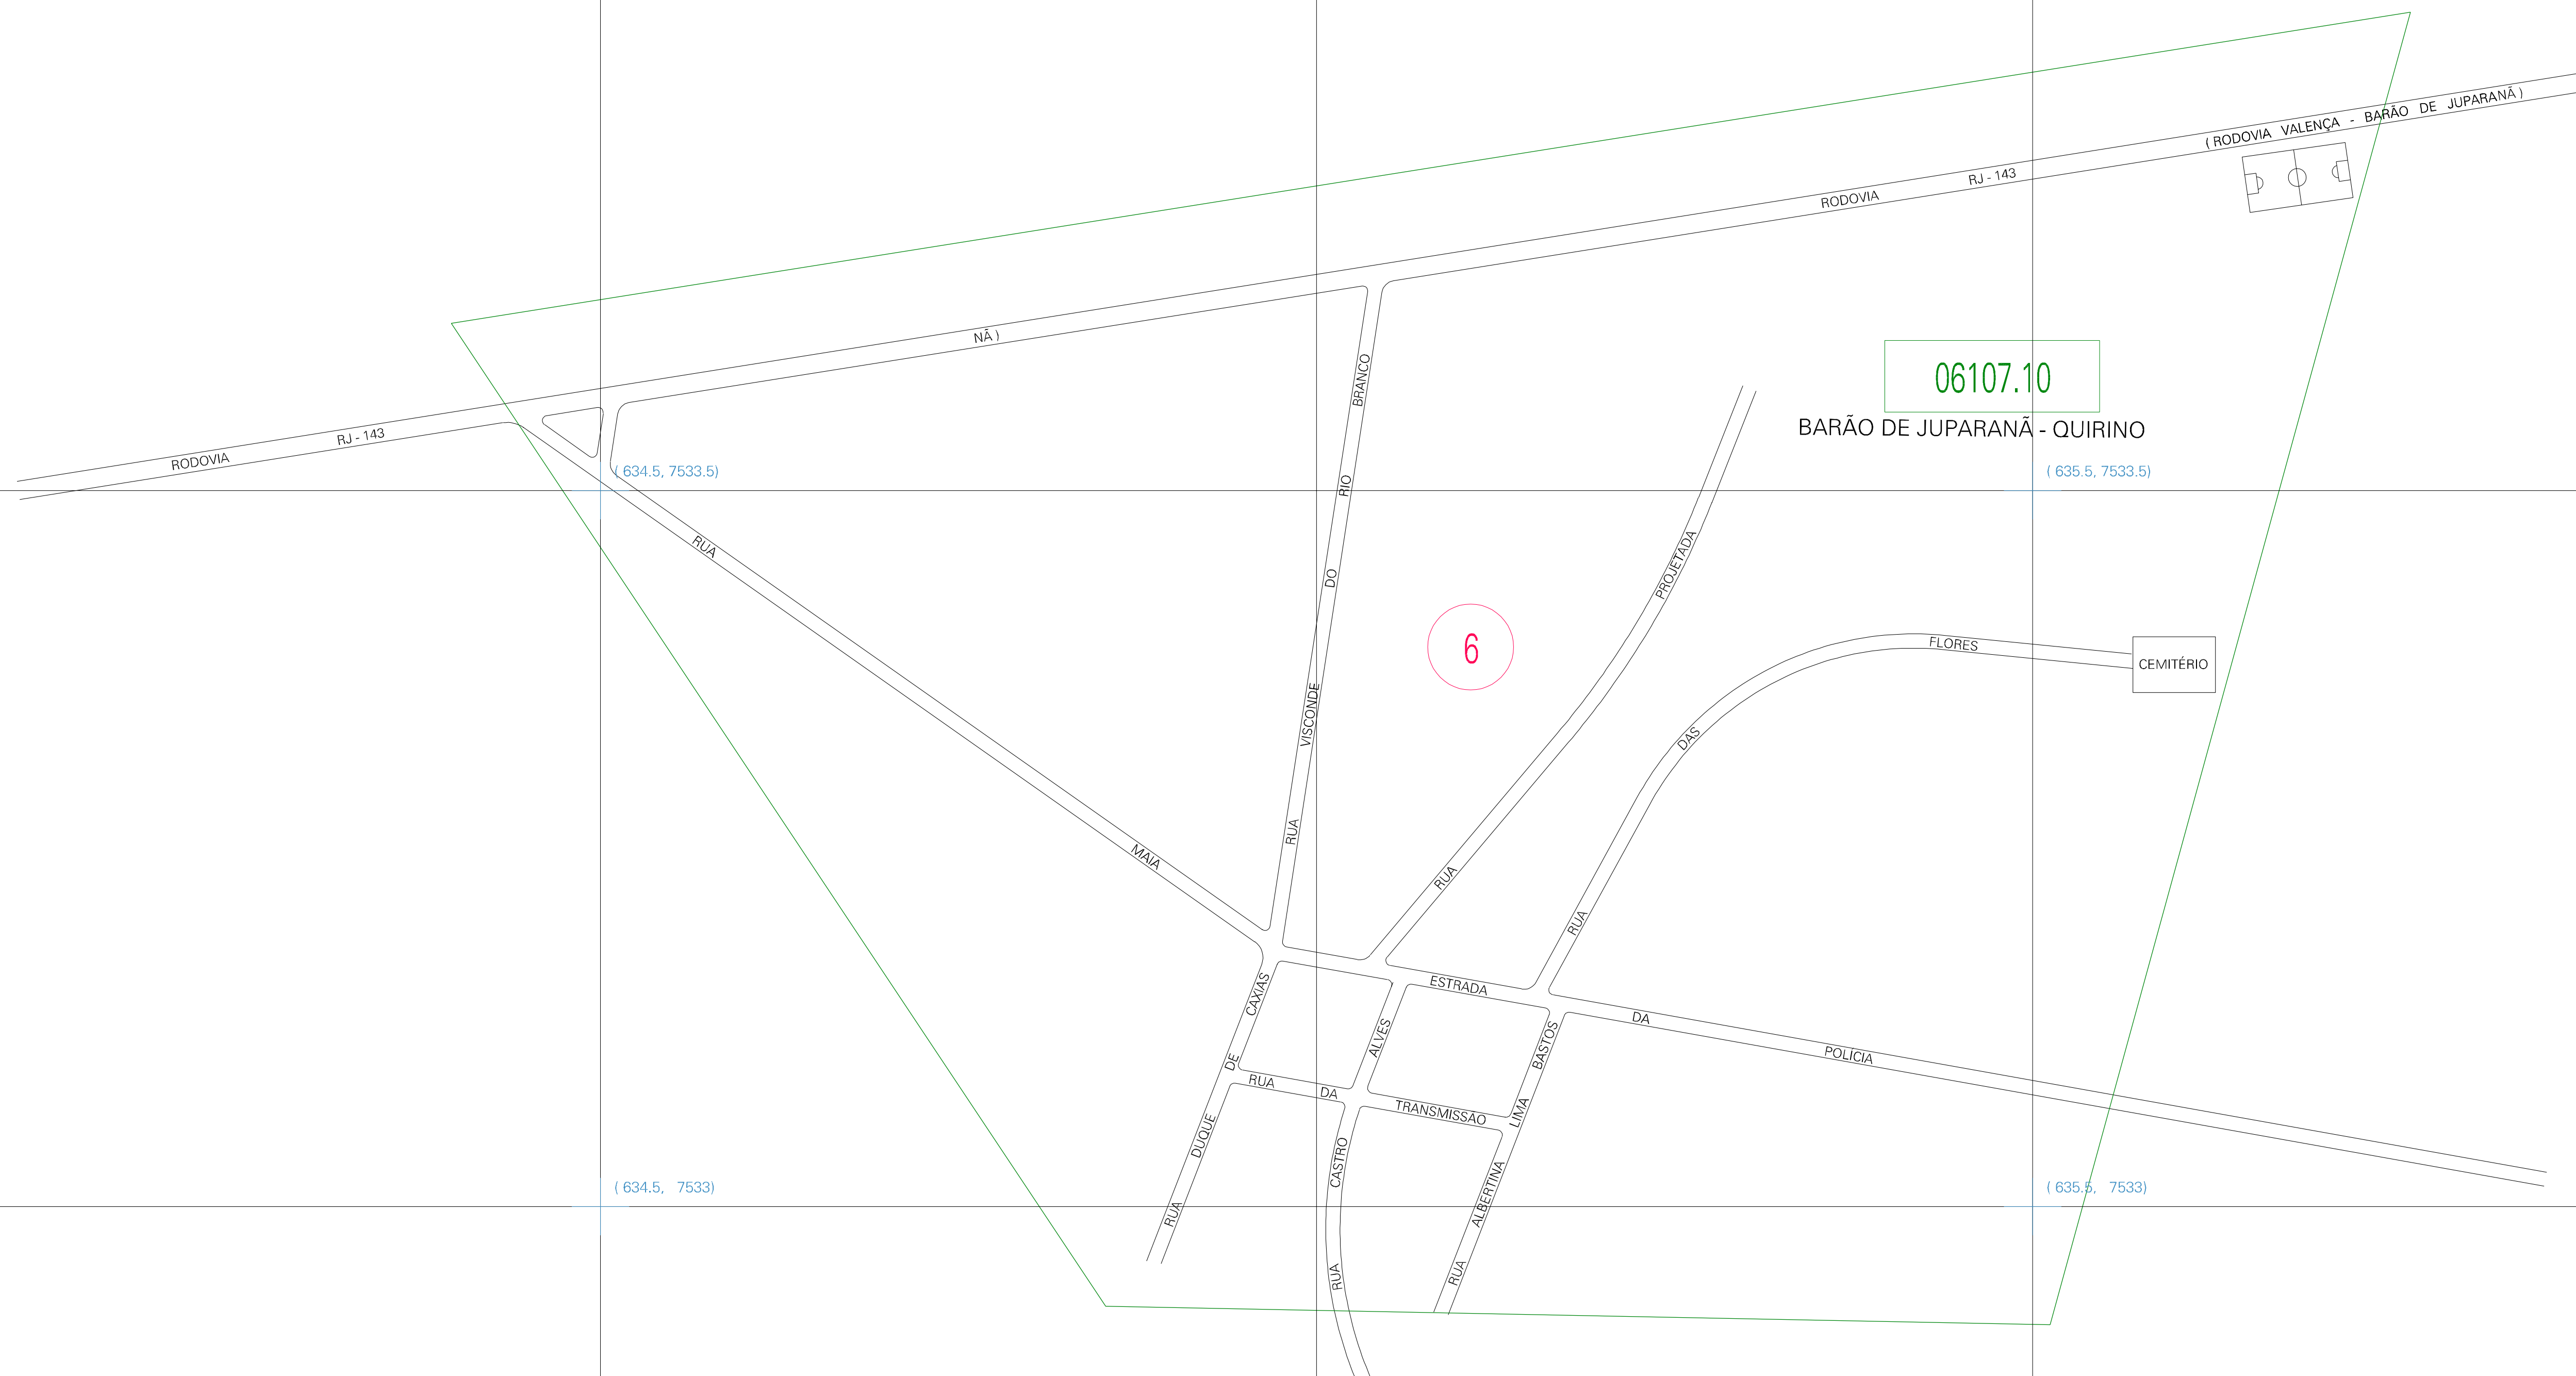 ( RODOVIA VALENÇA - BARÃO DE JUPARANÃ )
RODOVIA RJ - 143
NÃ )
RODOVIA RJ - 143
06107.10
BARÃO DE JUPARANÃ - QUIRINO
( 634.5, 7533.5)
( 635.5, 7533.5)
RUA MAIA
RUA VISCONDE DO RIO BRANCO
6
RUA PROJETADA
RUA DAS FLORES
CEMITÉRIO
ESTRADA DA POLÍCIA
RUA DUQUE DE CAXIAS
RUA CASTRO ALVES
RUA ALBERTINA LIMA BASTOS
RUA DA TRANSMISSÃO
( 634.5, 7533)
( 635.5, 7533)